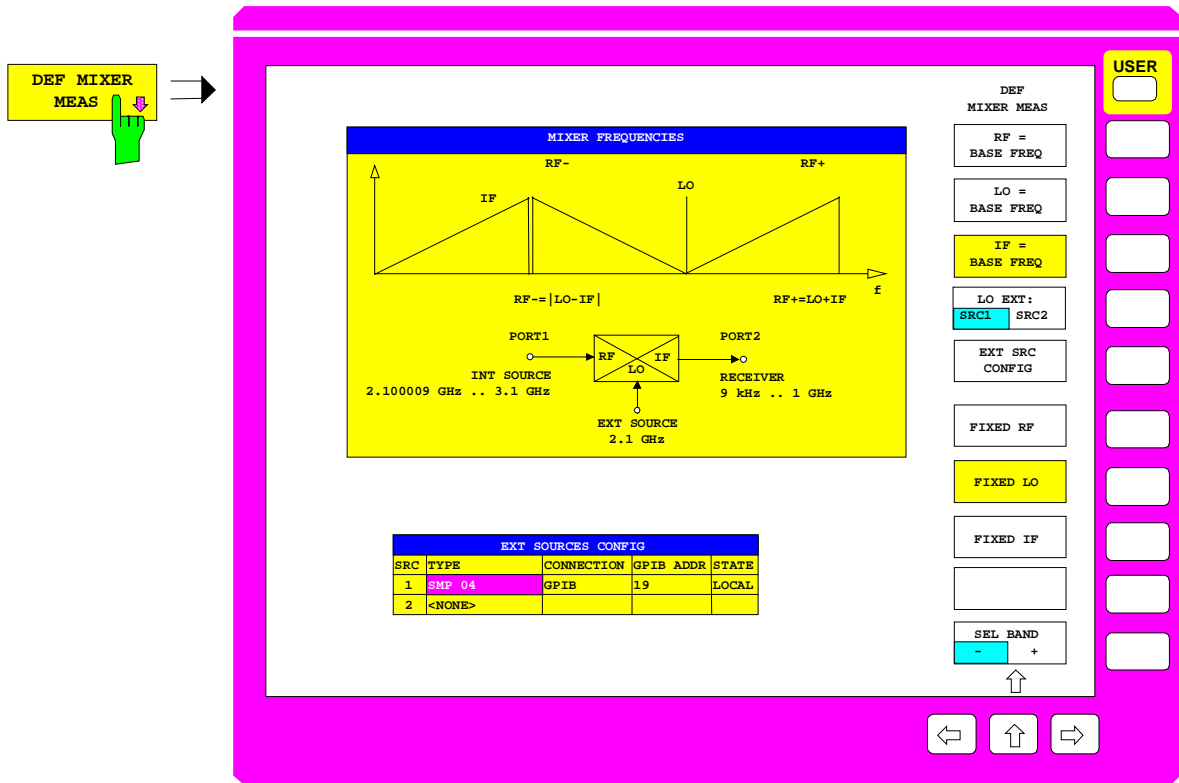 DEF MIXER
MEAS
USER
DEF
MIXER MEAS
MIXER FREQUENCIES
RF-
RF+
LO
IF
f
RF-=|LO-IF|
RF+=LO+IF
PORT1
PORT2
RF
IF
LO
INT SOURCE
2.100009 GHz .. 3.1 GHz
RECEIVER
9 kHz .. 1 GHz
EXT SOURCE
2.1 GHz
EXT SOURCES CONFIG
SRC TYPE CONNECTION GPIB ADDR STATE
1 SMP 04 GPIB 19 LOCAL
2 <NONE>
RF =
BASE FREQ
LO =
BASE FREQ
IF =
BASE FREQ
LO EXT:
SRC1 SRC2
EXT SRC
CONFIG
FIXED RF
FIXED LO
FIXED IF
SEL BAND
- +